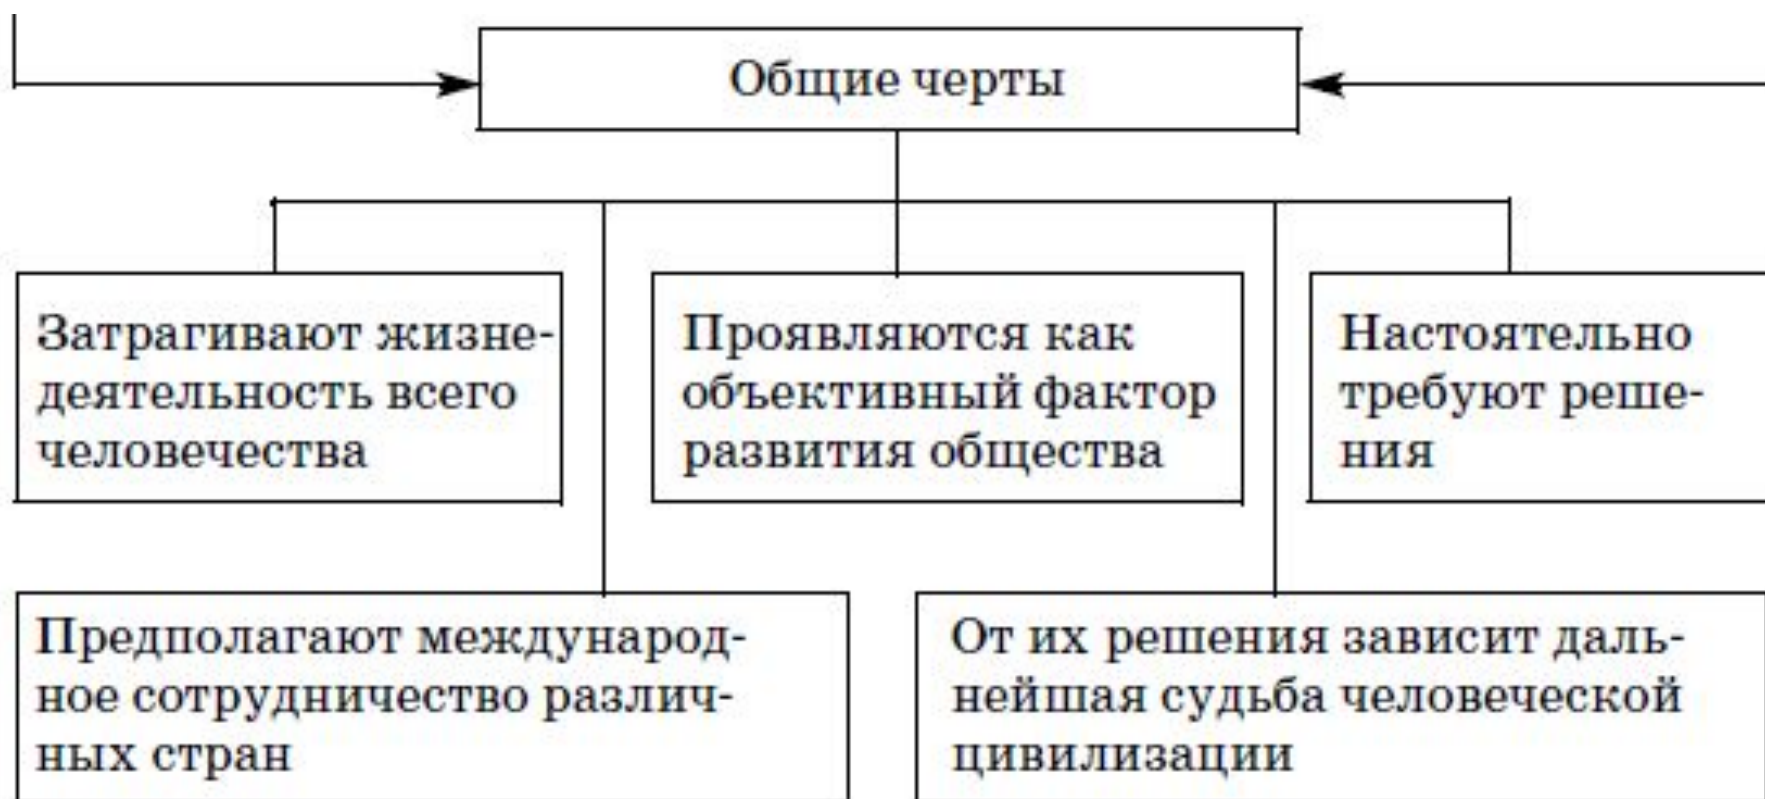 Общие черты
Затрагивают жизне-
деятельность всего
человечества
Проявляются как
объективный фактор
развития общества
Настоятельно
требуют реше-
ния
Предполагают международ-
ное сотрудничество различ-
ных стран
От их решения зависит даль-
нейшая судьба человеческой
цивилизации